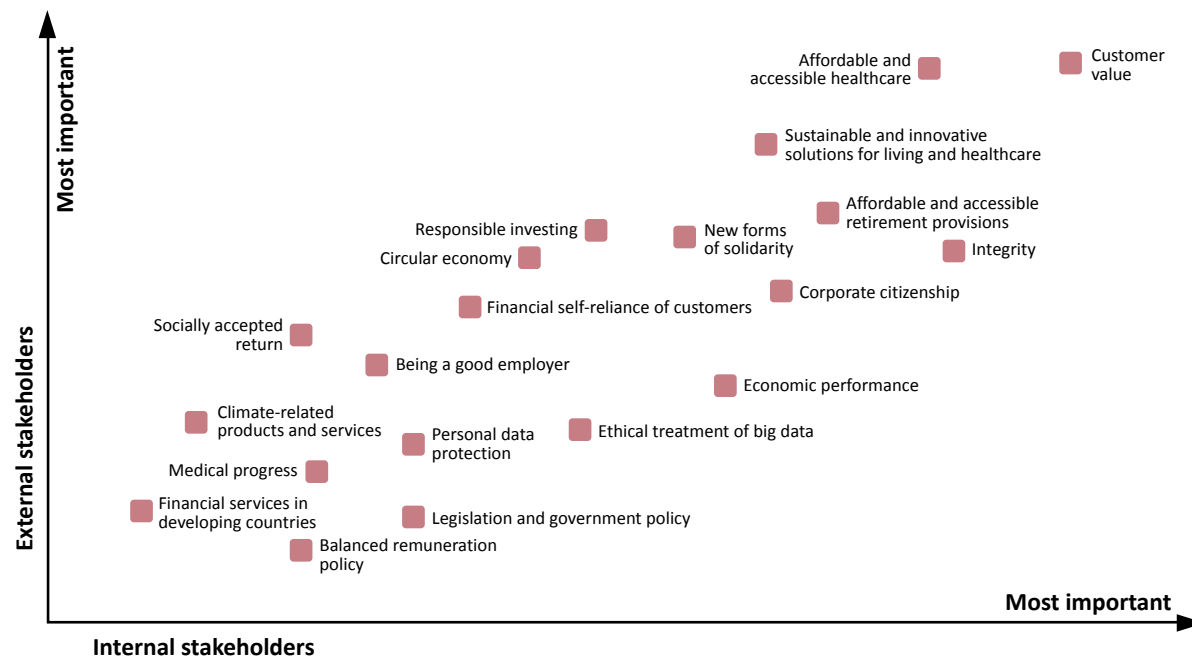 Most important
External stakeholders
Affordable and
accessible healthcare
Customer
value
Sustainable and innovative
solutions for living and healthcare
Affordable and accessible
retirement provisions
Responsible investing
New forms
of solidarity
Integrity
Circular economy
Corporate citizenship
Financial self-reliance of customers
Socially accepted
return
Being a good employer
Economic performance
Climate-related
products and services
Personal data
protection
Ethical treatment of big data
Medical progress
Financial services in
developing countries
Legislation and government policy
Balanced remuneration
policy
Most important
Internal stakeholders